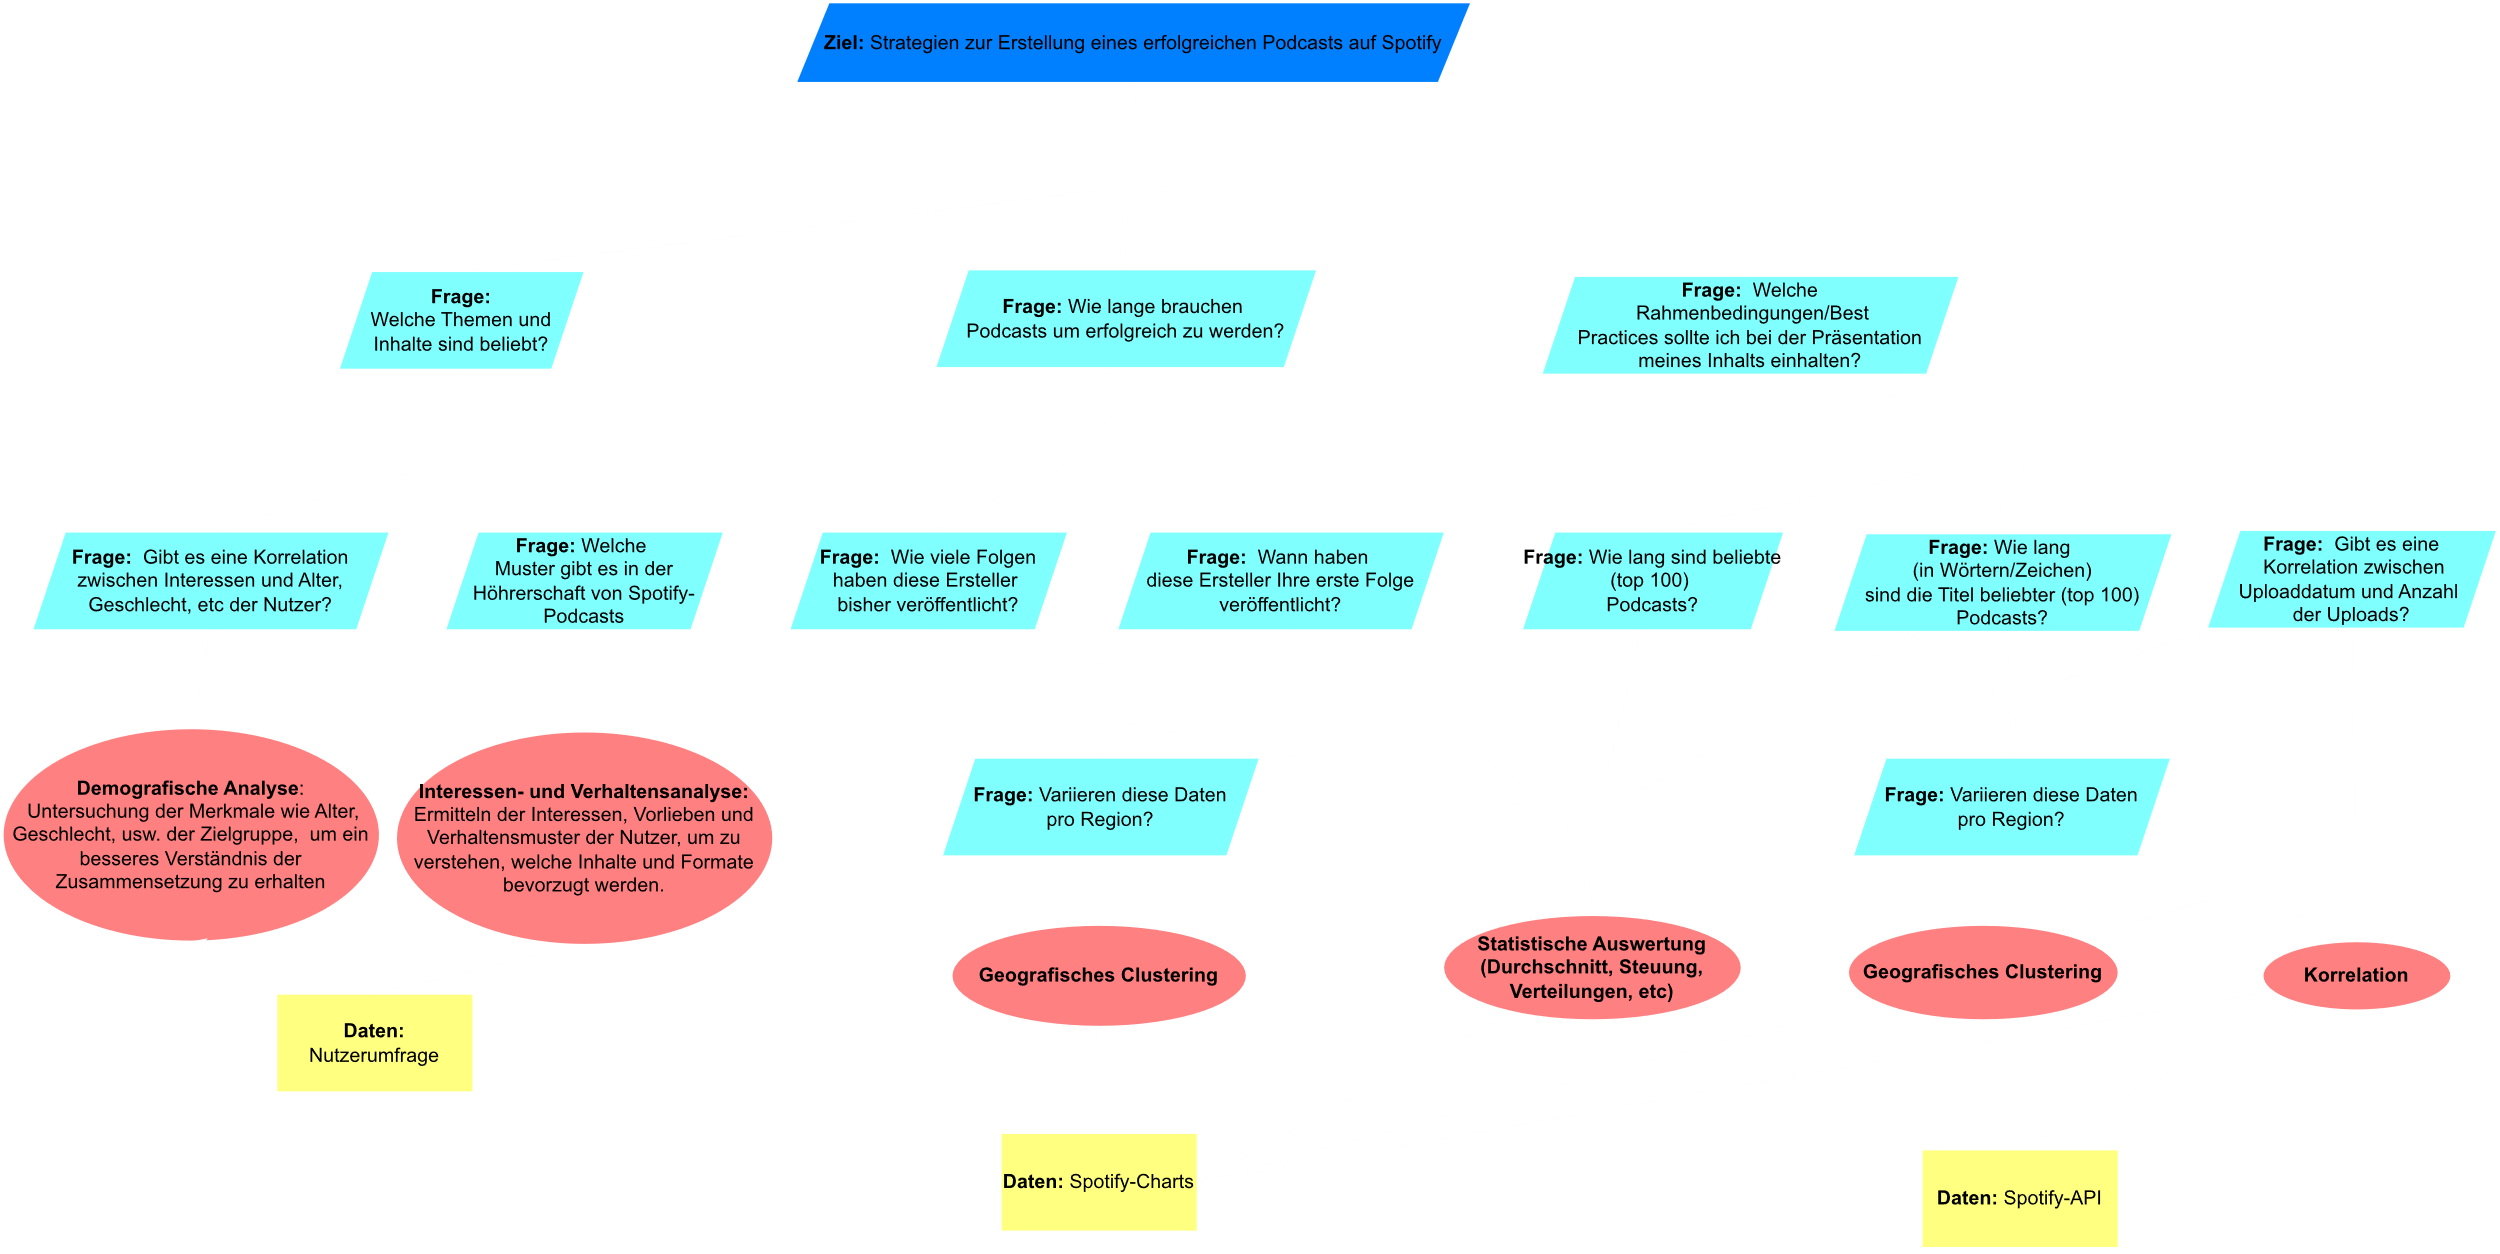 Ziel: Strategien zur Erstellung eines erfolgreichen Podcasts auf Spotify
Frage:
Welche Themen und
Inhalte sind beliebt?
Frage: Wie lange brauchen
Podcasts um erfolgreich zu werden?
Frage: Welche
Rahmenbedingungen/Best
Practices sollte ich bei der Präsentation
meines Inhalts einhalten?
Frage: Gibt es eine Korrelation
zwischen Interessen und Alter,
Geschlecht, etc der Nutzer?
Frage: Welche
Muster gibt es in der
Höhrerschaft von Spotify-
Podcasts
Frage: Wie viele Folgen
haben diese Ersteller
bisher veröffentlicht?
Frage: Wann haben
diese Ersteller Ihre erste Folge
veröffentlicht?
Frage: Wie lang sind beliebte
(top 100)
Podcasts?
Frage: Wie lang
(in Wörtern/Zeichen)
sind die Titel beliebter (top 100)
Podcasts?
Frage: Gibt es eine
Korrelation zwischen
Uploaddatum und Anzahl
der Uploads?
Demografische Analyse:
Untersuchung der Merkmale wie Alter,
Geschlecht, usw. der Zielgruppe, um ein
besseres Verständnis der
Zusammensetzung zu erhalten
Interessen- und Verhaltensanalyse:
Ermitteln der Interessen, Vorlieben und
Verhaltensmuster der Nutzer, um zu
verstehen, welche Inhalte und Formate
bevorzugt werden.
Frage: Variieren diese Daten
pro Region?
Frage: Variieren diese Daten
pro Region?
Geografisches Clustering
Statistische Auswertung
(Durchschnitt, Steuung,
Verteilungen, etc)
Geografisches Clustering
Korrelation
Daten:
Nutzerumfrage
Daten: Spotify-Charts
Daten: Spotify-API